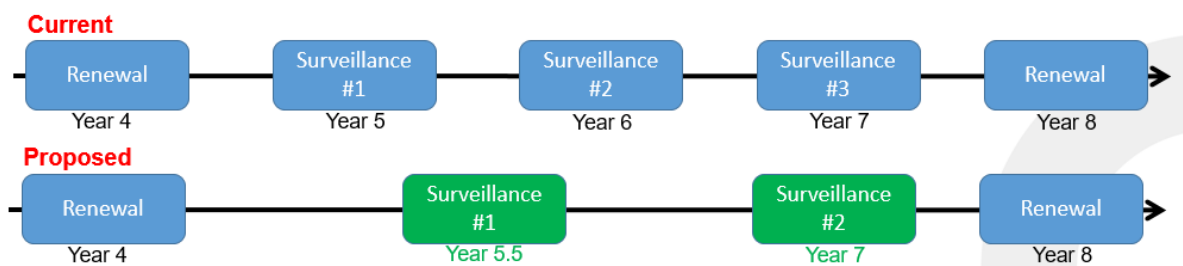 Current
Renewal
Surveillance
#1
Surveillance
#2
Surveillance
#3
Renewal
Year 4
Year 5
Year 6
Year 7
Year 8
Proposed
Renewal
Surveillance
#1
Surveillance
#2
Renewal
Year 4
Year 5.5
Year 7
Year 8